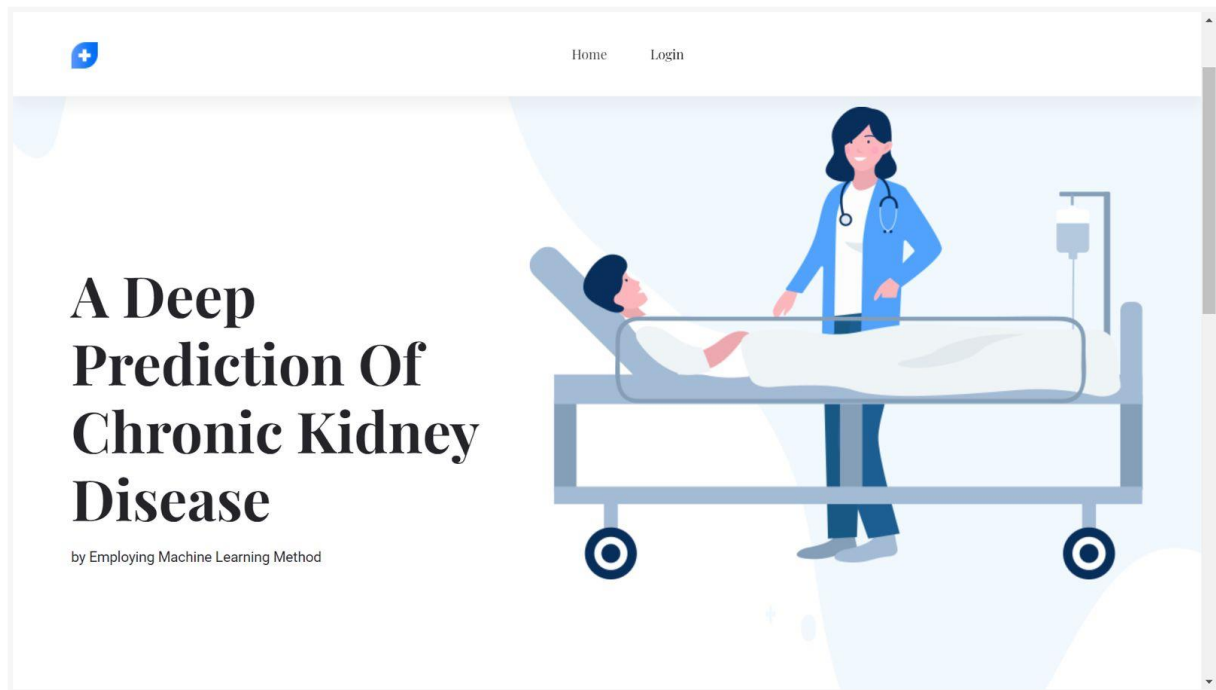 Home Login
A Deep
Prediction Of
Chronic Kidney
Disease
by Employing Machine Learning Method